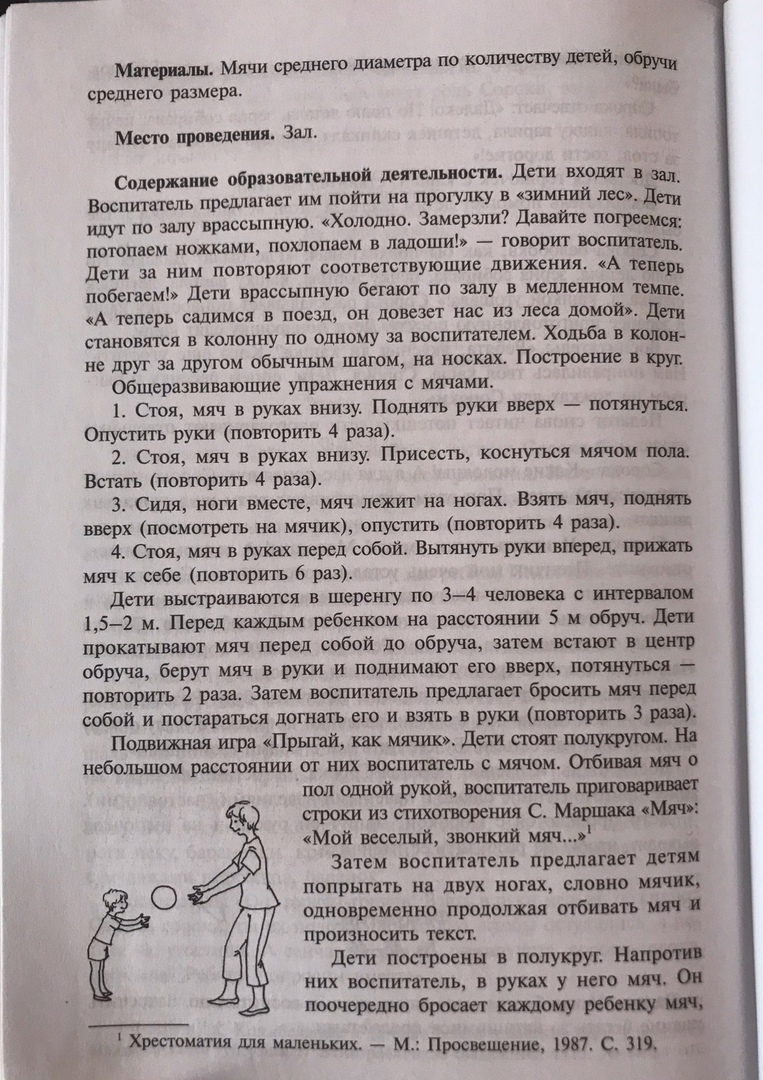 Материалы. Мячи среднего диаметра по количеству детей, обручи
среднего размера.
Место проведения. Зал.
Содержание образовательной деятельности. Дети входят в зал.
Воспитатель предлагает им пойти на прогулку в «зимний лес». Дети
идут по залу врассыпную. «Холодно. Замерзли? Давайте погреемся:
потопаем ножками, похлопаем в ладоши!» — говорит воспитатель.
Дети за ним повторяют соответствующие движения. «А теперь
побегаем!» Дети врассыпную бегают по залу в медленном темпе.
«А теперь садимся в поезд, он довезет нас из леса домой». Дети
становятся в колонну по одному за воспитателем. Ходьба в колон-
не друг за другом обычным шагом, на носках. Построение в круг.
Общеразвивающие упражнения с мячами.
1. Стоя, мяч в руках внизу. Поднять руки вверх — потянуться.
Опустить руки (повторить 4 раза).
2. Стоя, мяч в руках внизу. Присесть, коснуться мячом пола.
Встать (повторить 4 раза).
3. Сидя, ноги вместе, мяч лежит на ногах. Взять мяч, поднять
вверх (посмотреть на мячик), опустить (повторить 4 раза).
4. Стоя, мяч в руках перед собой. Вытянуть руки вперед, прижать
мяч к себе (повторить 6 раз).
Дети выстраиваются в шеренгу по 3–4 человека с интервалом
1,5–2 м. Перед каждым ребенком на расстоянии 5 м обруч. Дети
прокатывают мяч перед собой до обруча, затем встают в центр
обруча, берут мяч в руки и поднимают его вверх, потянуться —
повторить 2 раза. Затем воспитатель предлагает бросить мяч перед
собой и постараться догнать его и взять в руки (повторить 3 раза).
Подвижная игра «Прыгай, как мячик». Дети стоят полукругом. На
небольшом расстоянии от них воспитатель с мячом. Отбивая мяч о
пол одной рукой, воспитатель приговаривает
строки из стихотворения С. Маршака «Мяч»:
«Мой веселый, звонкий мяч...»¹
Затем воспитатель предлагает детям
попрыгать на двух ногах, словно мячик,
одновременно продолжая отбивать мяч и
произносить текст.
Дети построены в полукруг. Напротив
них воспитатель, в руках у него мяч. Он
поочередно бросает каждому ребенку мяч,
¹ Хрестоматия для маленьких. — М.: Просвещение, 1987. С. 319.